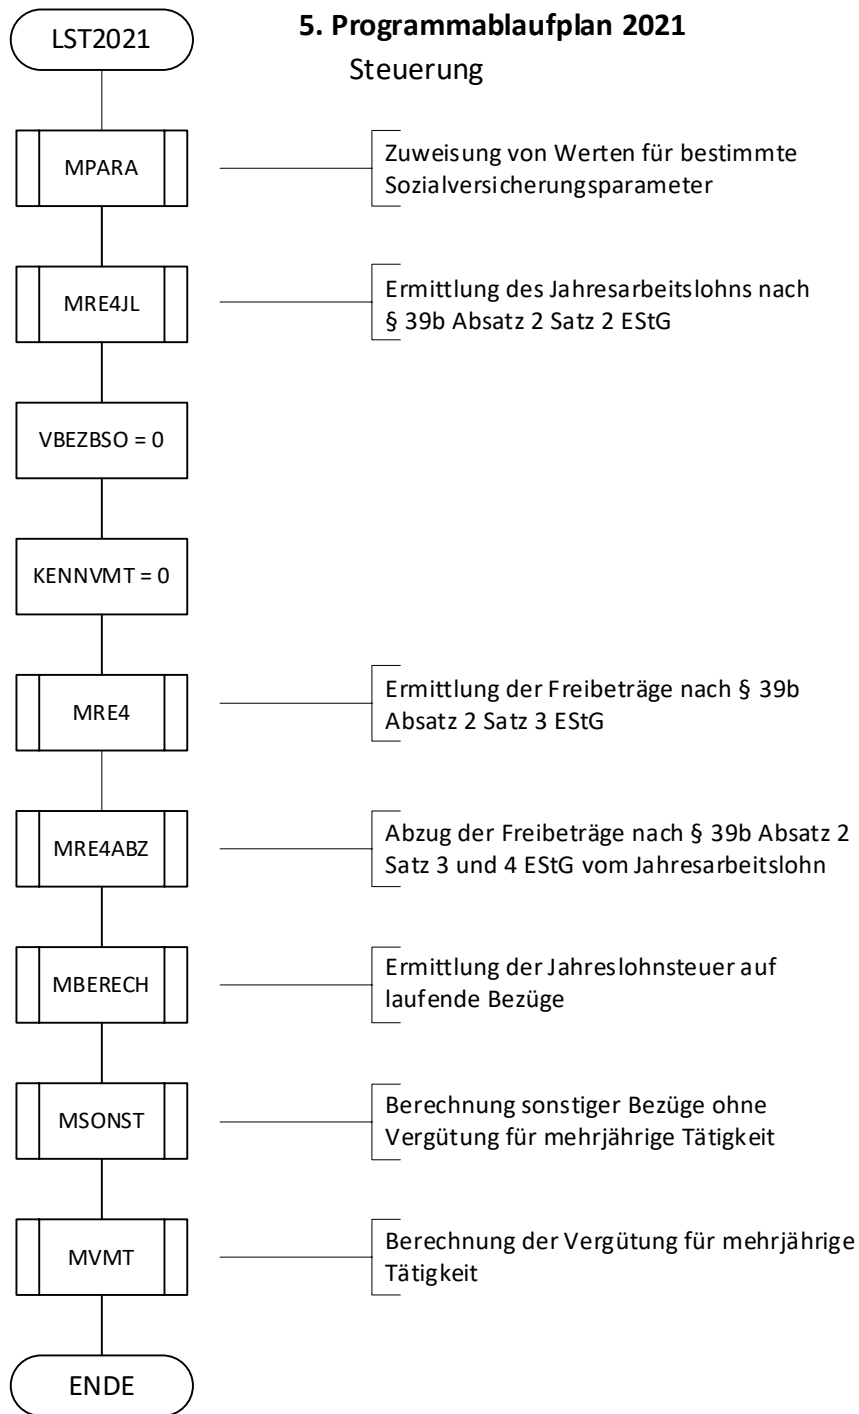 LST2021
5. Programmablaufplan 2021
Steuerung
MPARA
Zuweisung von Werten für bestimmte
Sozialversicherungsparameter
MRE4JL
Ermittlung des Jahresarbeitslohns nach
§ 39b Absatz 2 Satz 2 EStG
VBEZBSO = 0
KENNVMT = 0
MRE4
Ermittlung der Freibeträge nach § 39b
Absatz 2 Satz 3 EStG
MRE4ABZ
Abzug der Freibeträge nach § 39b Absatz 2
Satz 3 und 4 EStG vom Jahresarbeitslohn
MBERECH
Ermittlung der Jahreslohnsteuer auf
laufende Bezüge
MSONST
Berechnung sonstiger Bezüge ohne
Vergütung für mehrjährige Tätigkeit
MVMT
Berechnung der Vergütung für mehrjährige
Tätigkeit
ENDE